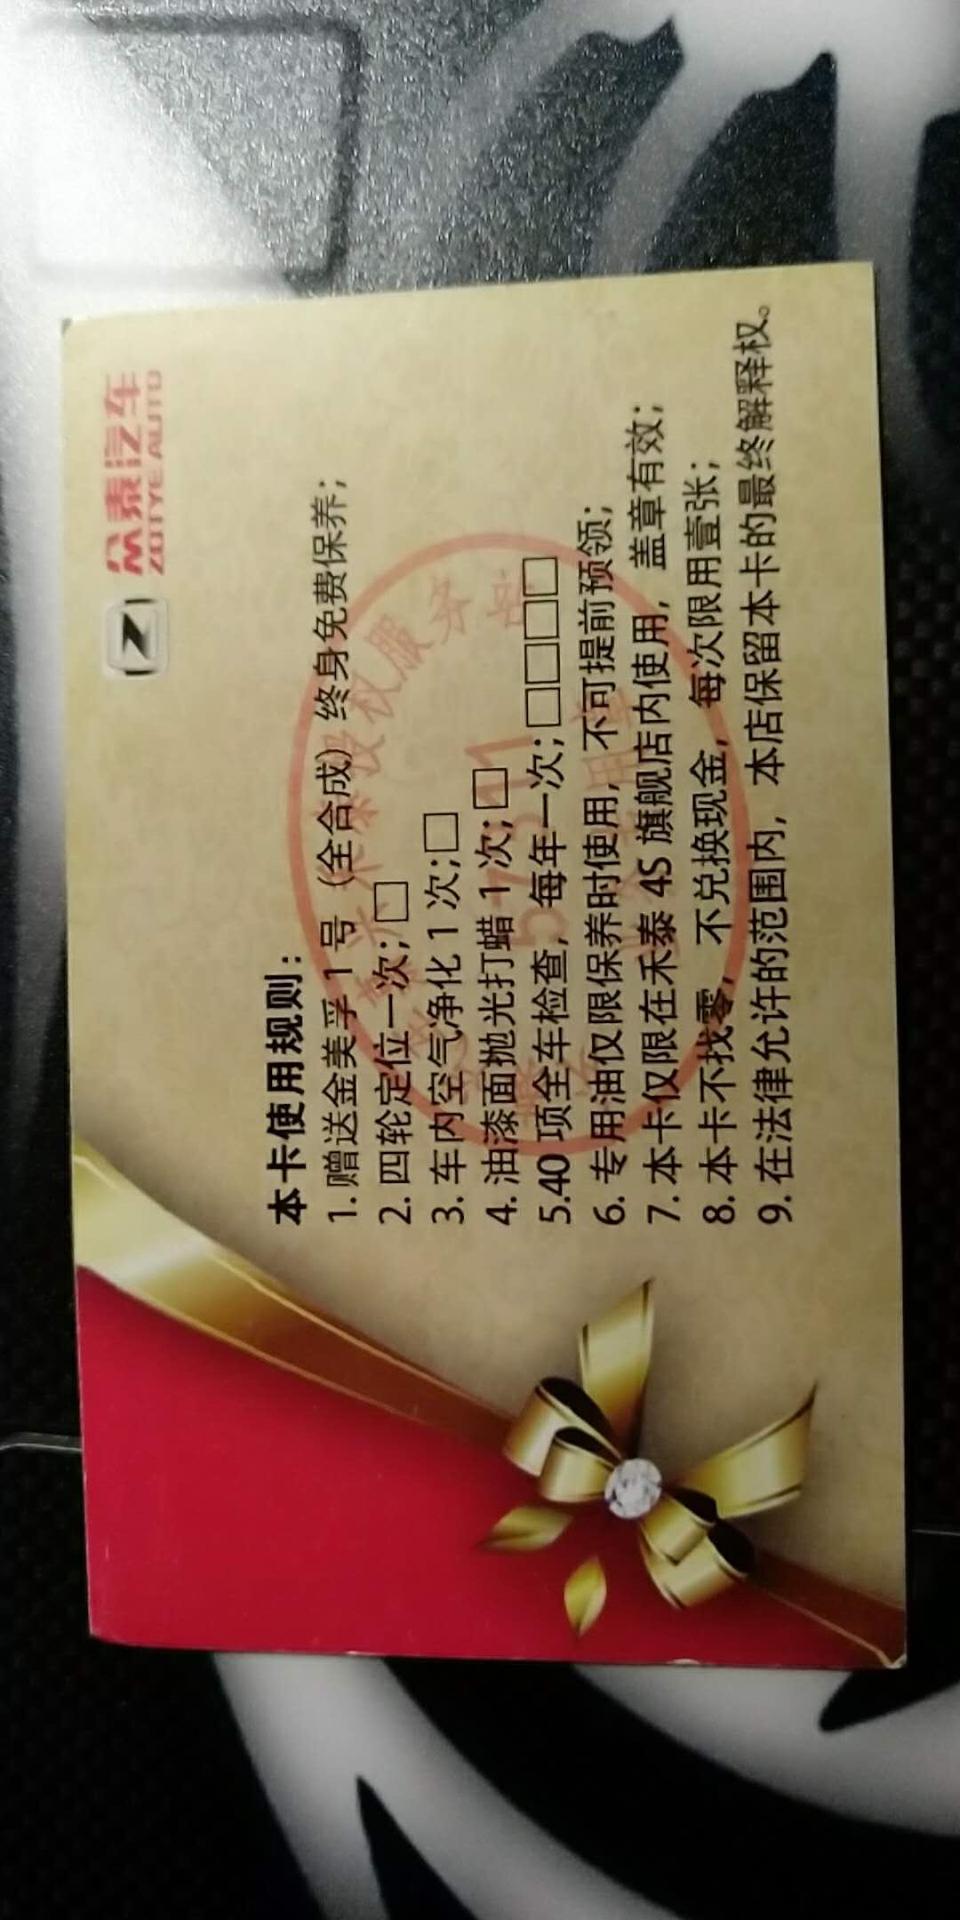 众泰汽车
ZOTYE AUTO
本卡使用规则：
1.赠送金美孚1号（全合成）终身免费保养；
2.四轮定位一次；□
3.车内空气净化1次；□
4.油漆面抛光打蜡1次；□
5.40项全车检查，每年一次；□□□□
6.专用油仅限保养时使用，不可提前预领；
7.本卡仅限在禾泰4S旗舰店内使用，盖章有效；
8.本卡不找零，不兑换现金，每次限用壹张；
9.在法律允许的范围内，本店保留本卡的最终解释权。
授权服务